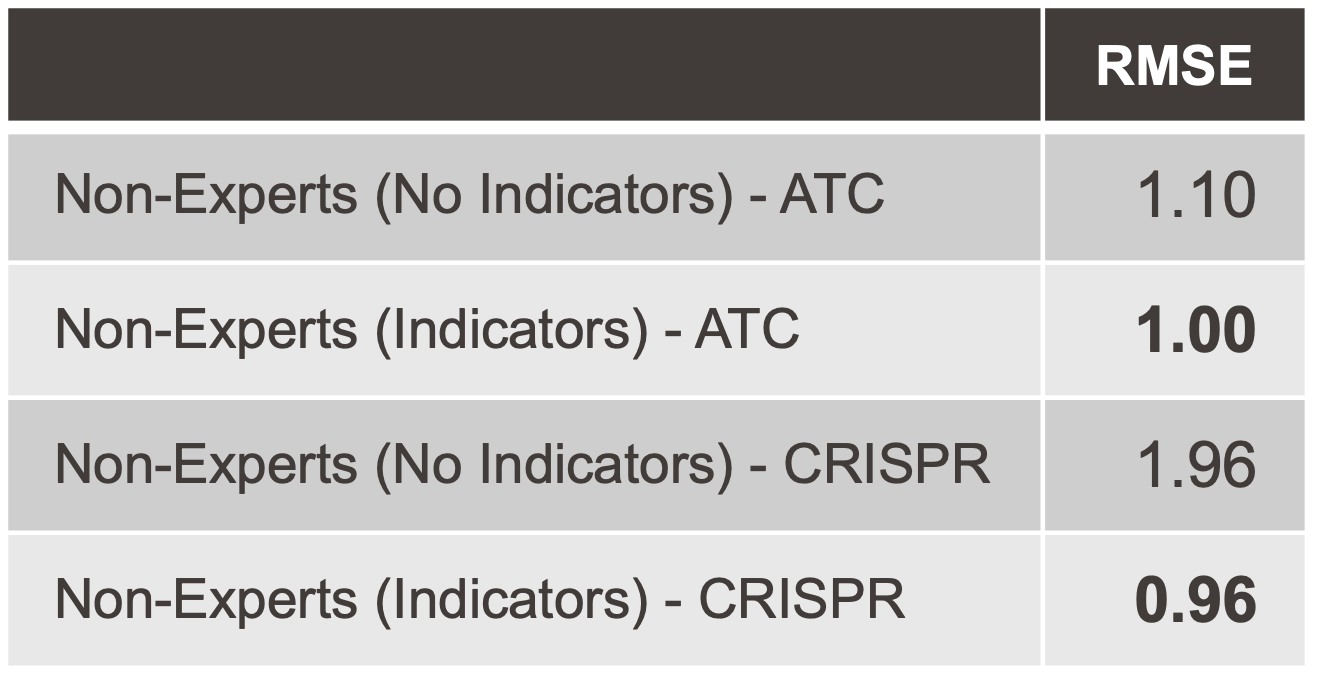 RMSE
Non-Experts (No Indicators) - ATC 1.10
Non-Experts (Indicators) - ATC 1.00
Non-Experts (No Indicators) - CRISPR 1.96
Non-Experts (Indicators) - CRISPR 0.96